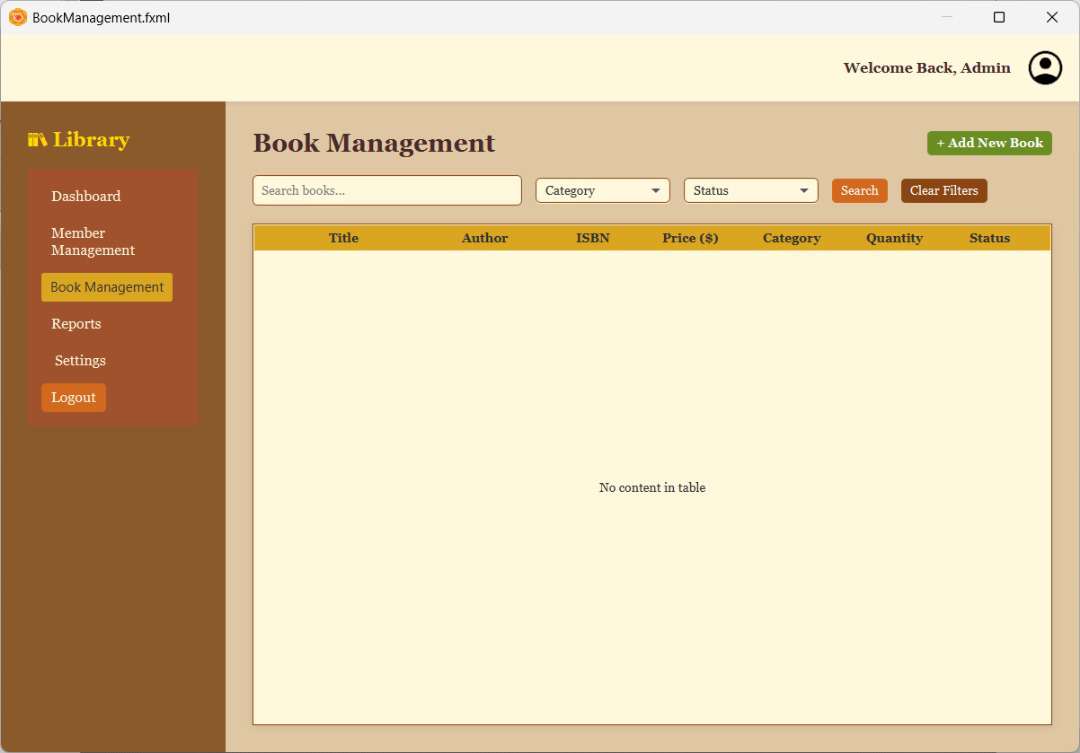 BookManagement.fxml
Welcome Back, Admin
Library
Dashboard
Member
Management
Book Management
Reports
Settings
Logout
Book Management
+ Add New Book
Search books...
Category
Status
Search
Clear Filters
Title Author ISBN Price ($) Category Quantity Status
No content in table